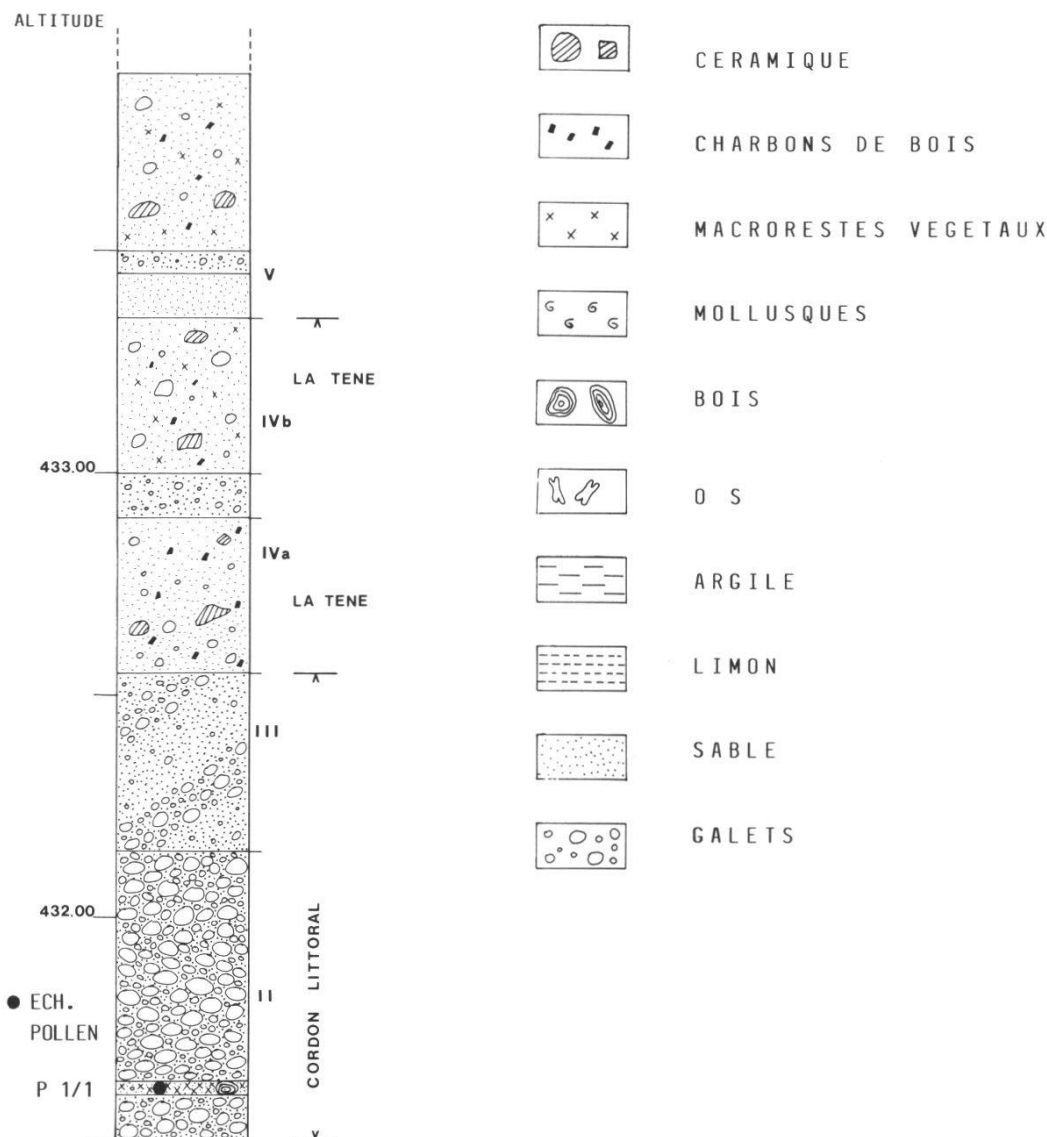 ALTITUDE
V
LA TENE
IVb
433.00
IVa
LA TENE
III
432.00
CORDON LITTORAL
II
ECH.
POLLEN
P 1/1
CERAMIQUE
CHARBONS DE BOIS
MACRORESTES VEGETAUX
MOLLUSQUES
BOIS
OS
ARGILE
LIMON
SABLE
GALETS